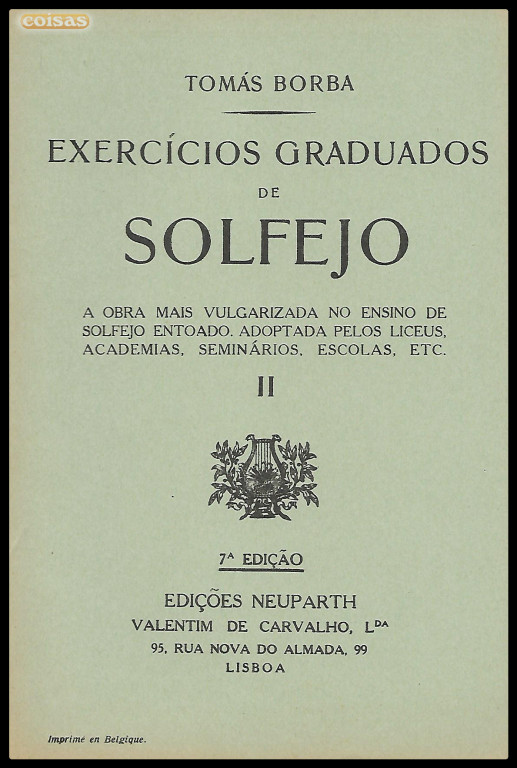 coisas
TOMÁS BORBA
EXERCÍCIOS GRADUADOS
DE
SOLFEJO
A OBRA MAIS VULGARIZADA NO ENSINO DE
SOLFEJO ENTOADO. ADOPTADA PELOS LICEUS,
ACADEMIAS, SEMINÁRIOS, ESCOLAS, ETC.
II
7ª EDIÇÃO
EDIÇÕES NEUPARTH
VALENTIM DE CARVALHO, Lᴰᴬ
95, RUA NOVA DO ALMADA, 99
LISBOA
Imprimé en Belgique.